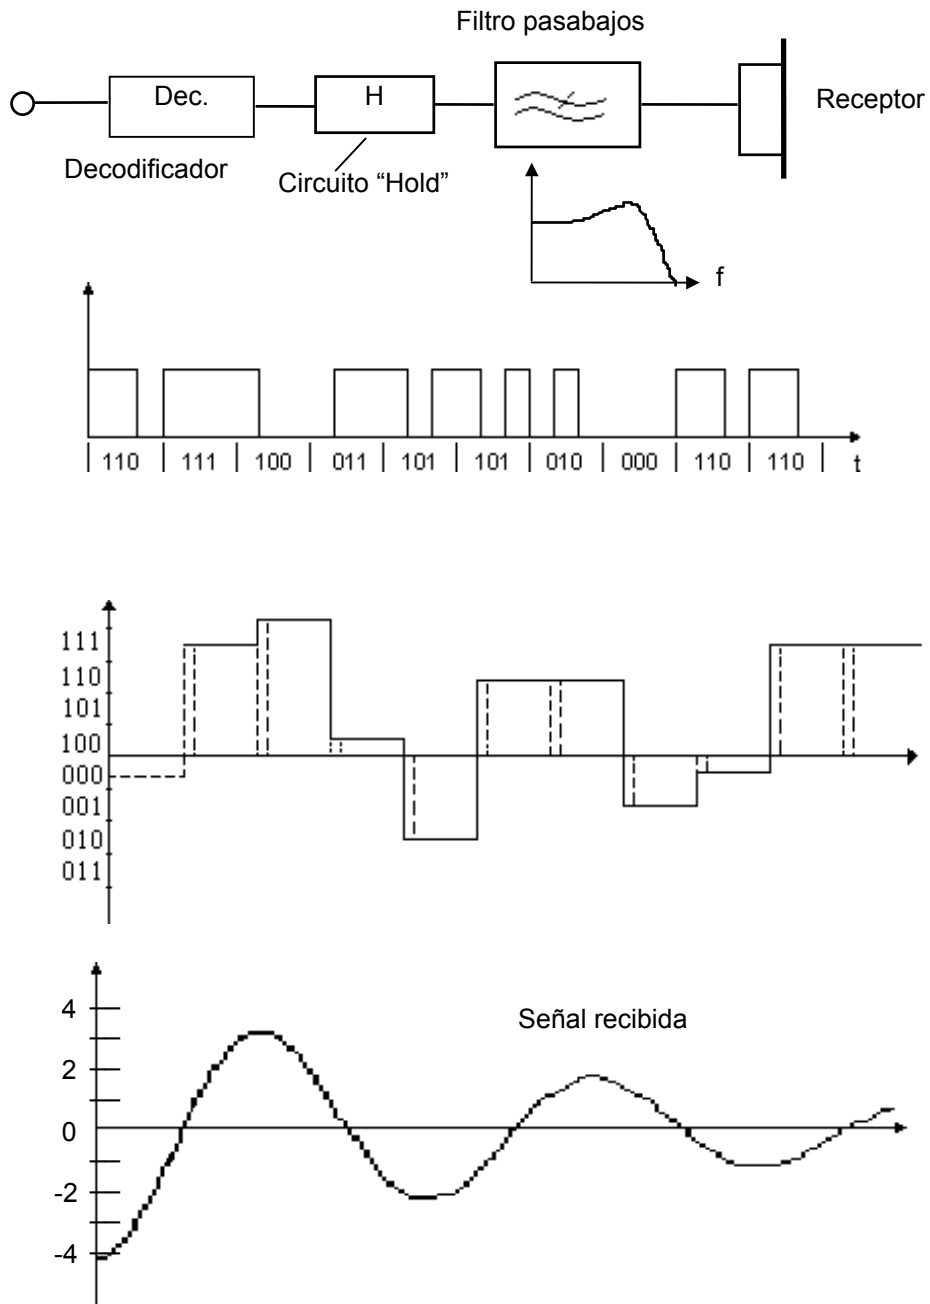 Filtro pasabajos
Dec.
H
Receptor
Decodificador
Circuito “Hold”
f
110 111 100 011 101 101 010 000 110 110 t
111
110
101
100
000
001
010
011
4
Señal recibida
2
0
-2
-4